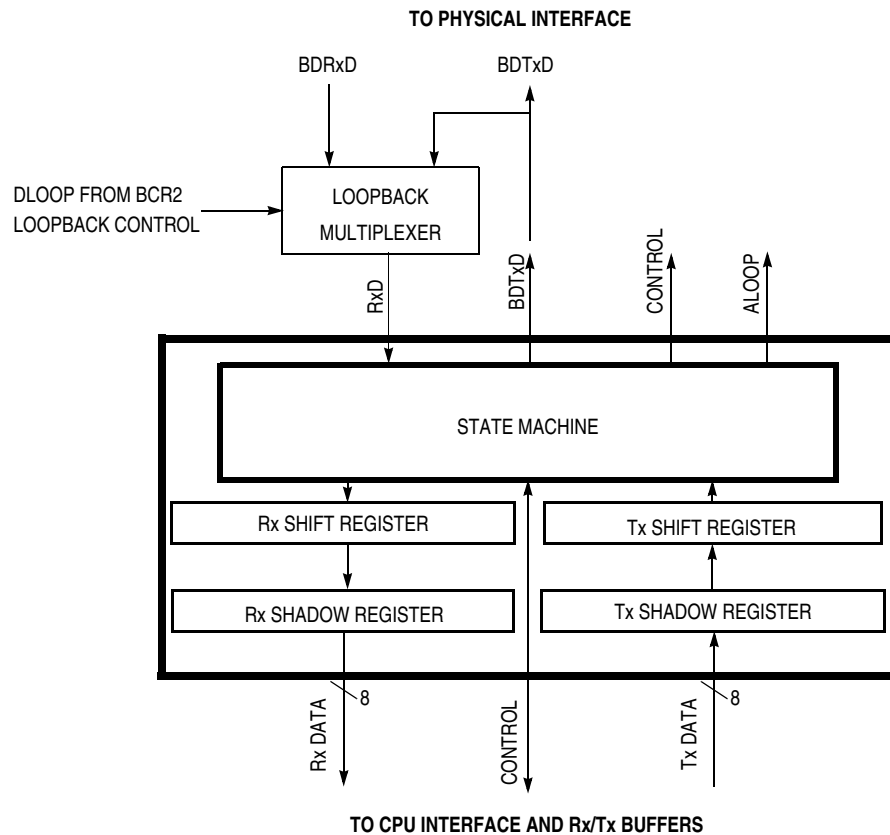 TO PHYSICAL INTERFACE
BDRxD
BDTxD
DLOOP FROM BCR2
LOOPBACK CONTROL
LOOPBACK
MULTIPLEXER
RxD
BDTxD
CONTROL
ALOOP
STATE MACHINE
Rx SHIFT REGISTER
Tx SHIFT REGISTER
Rx SHADOW REGISTER
Tx SHADOW REGISTER
8
8
Rx DATA
CONTROL
Tx DATA
TO CPU INTERFACE AND Rx/Tx BUFFERS